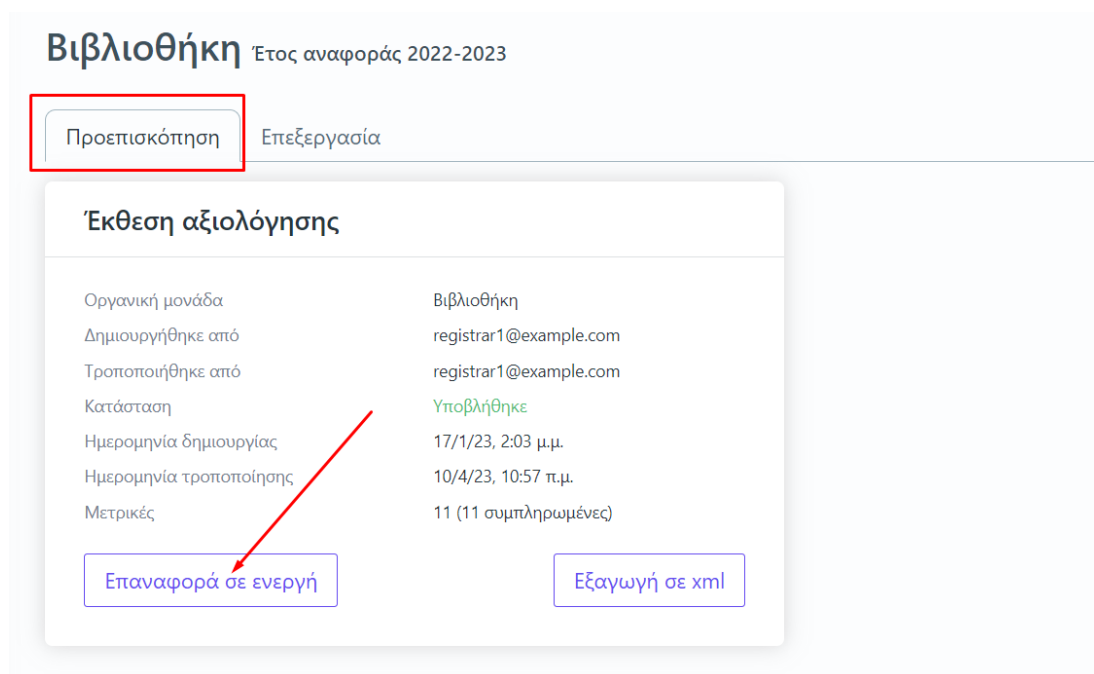 Βιβλιοθήκη Έτος αναφοράς 2022-2023
Προεπισκόπηση Επεξεργασία
Έκθεση αξιολόγησης
Οργανική μονάδα Βιβλιοθήκη
Δημιουργήθηκε από registrar1@example.com
Τροποποιήθηκε από registrar1@example.com
Κατάσταση Υποβλήθηκε
Ημερομηνία δημιουργίας 17/1/23, 2:03 μ.μ.
Ημερομηνία τροποποίησης 10/4/23, 10:57 π.μ.
Μετρικές 11 (11 συμπληρωμένες)
Επαναφορά σε ενεργή Εξαγωγή σε xml